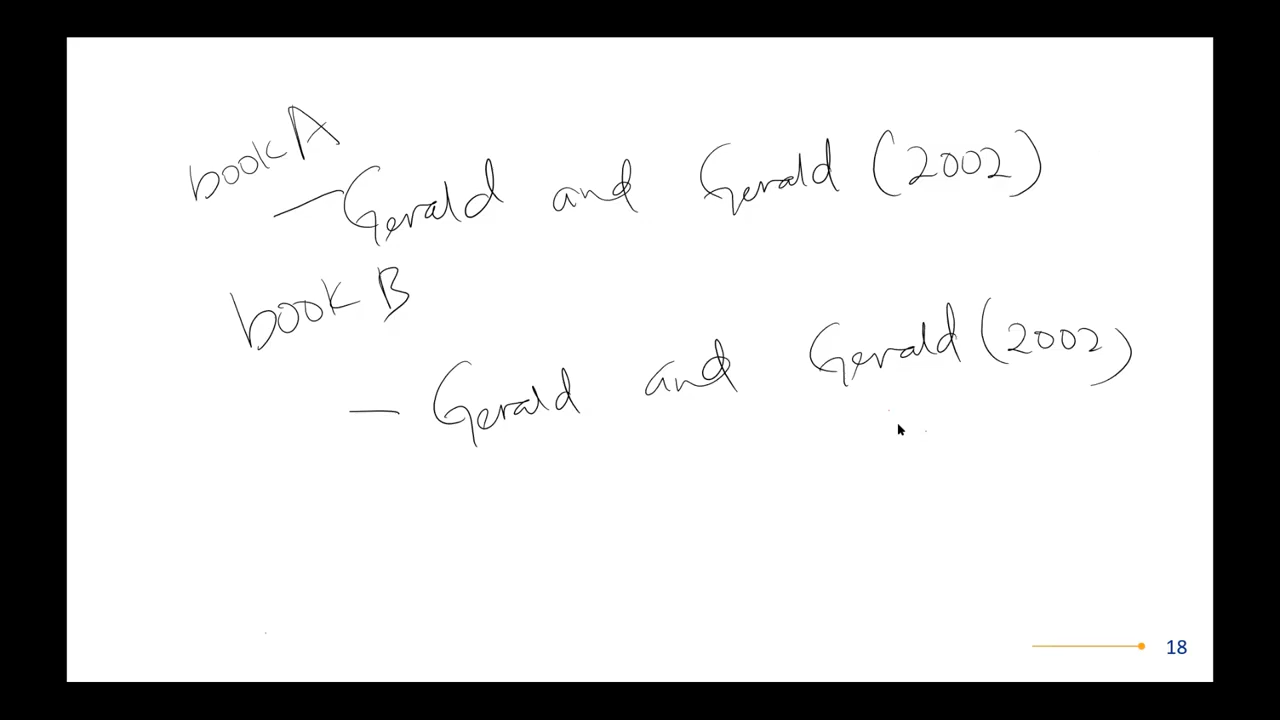 book A
— Gerald and Gerald (2002)
book B
— Gerald and Gerald (2002)
18